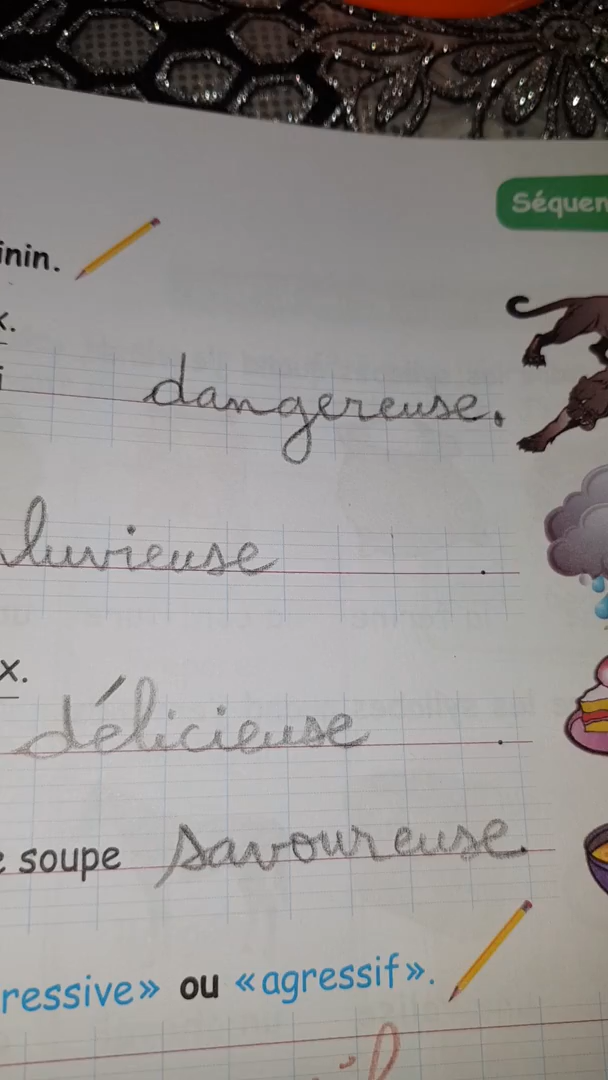 Séquen
inin.
x.
i dangereuse.
luvieuse .
x.
délicieuse .
e soupe savoureuse.
ressive» ou «agressif».